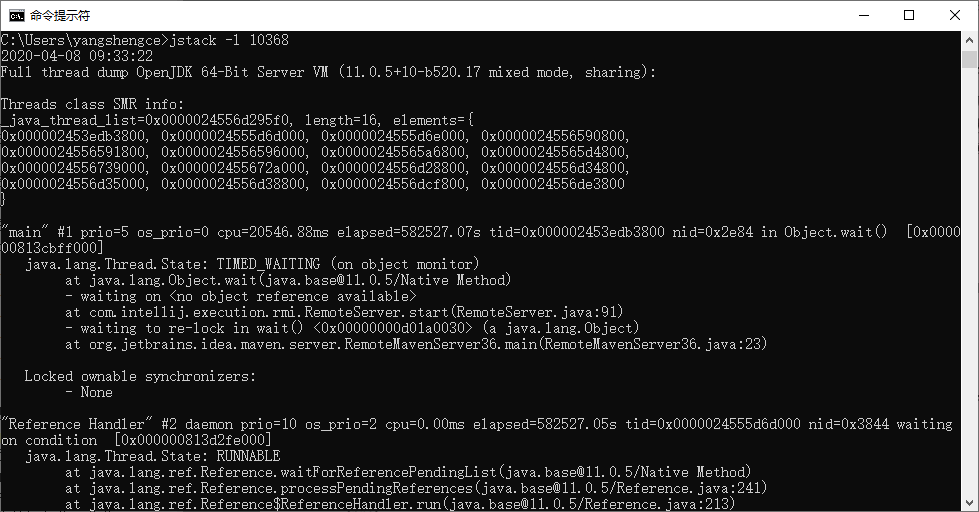 命令提示符
C:\Users\yangshengce>jstack -l 10368
2020-04-08 09:33:22
Full thread dump OpenJDK 64-Bit Server VM (11.0.5+10-b520.17 mixed mode, sharing):
Threads class SMR info:
_java_thread_list=0x0000024556d295f0, length=16, elements={
0x000002453edb3800, 0x0000024555d6d000, 0x0000024555d6e000, 0x0000024556590800,
0x0000024556591800, 0x0000024556596000, 0x00000245565a6800, 0x00000245565d4800,
0x0000024556739000, 0x000002455672a000, 0x0000024556d28800, 0x0000024556d34800,
0x0000024556d35000, 0x0000024556d38800, 0x0000024556dcf800, 0x0000024556de3800
}
"main" #1 prio=5 os_prio=0 cpu=20546.88ms elapsed=582527.07s tid=0x000002453edb3800 nid=0x2e84 in Object.wait()  [0x0000
00813cbff000]
   java.lang.Thread.State: TIMED_WAITING (on object monitor)
        at java.lang.Object.wait(java.base@11.0.5/Native Method)
        - waiting on <no object reference available>
        at com.intellij.execution.rmi.RemoteServer.start(RemoteServer.java:91)
        - waiting to re-lock in wait() <0x00000000d01a0030> (a java.lang.Object)
        at org.jetbrains.idea.maven.server.RemoteMavenServer36.main(RemoteMavenServer36.java:23)
   Locked ownable synchronizers:
        - None
"Reference Handler" #2 daemon prio=10 os_prio=2 cpu=0.00ms elapsed=582527.05s tid=0x0000024555d6d000 nid=0x3844 waiting
on condition  [0x000000813d2fe000]
   java.lang.Thread.State: RUNNABLE
        at java.lang.ref.Reference.waitForReferencePendingList(java.base@11.0.5/Native Method)
        at java.lang.ref.Reference.processPendingReferences(java.base@11.0.5/Reference.java:241)
        at java.lang.ref.Reference$ReferenceHandler.run(java.base@11.0.5/Reference.java:213)